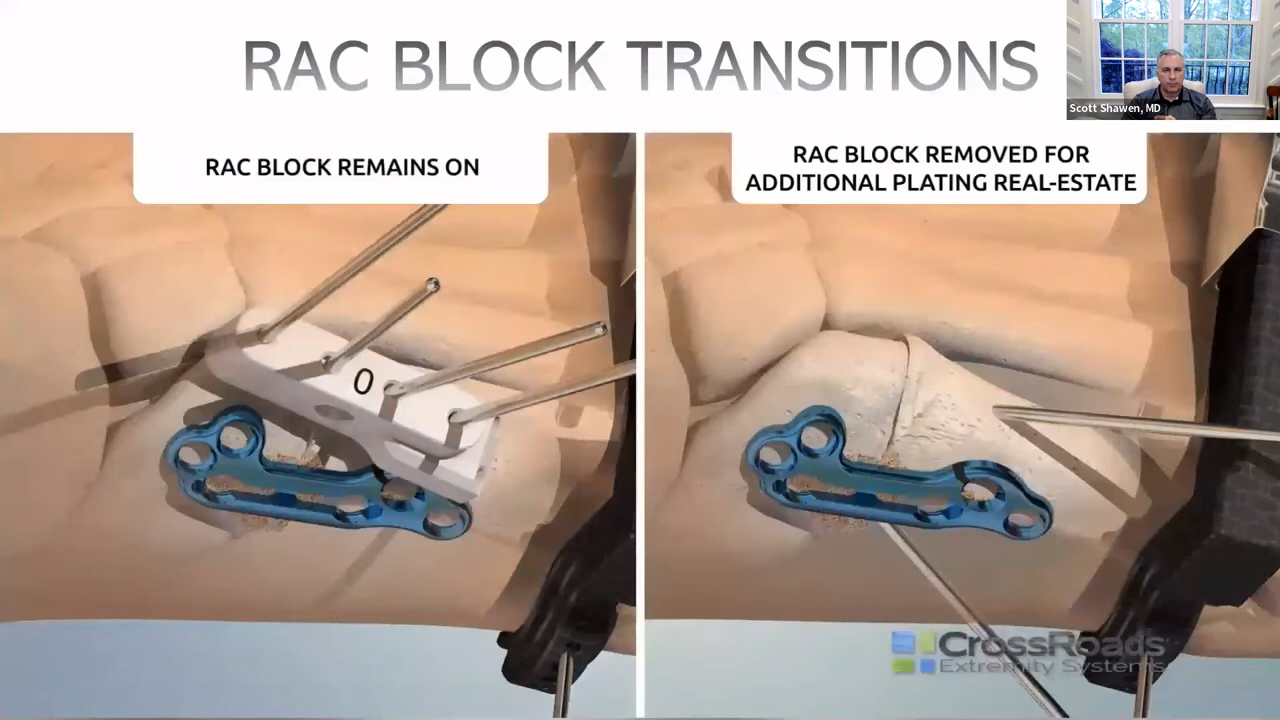 RAC BLOCK TRANSITIONS
Scott Shawen, MD
RAC BLOCK REMAINS ON
RAC BLOCK REMOVED FOR
ADDITIONAL PLATING REAL-ESTATE
0
CrossRoads
Extremity Systems